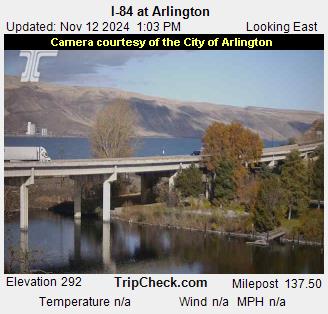 I-84 at Arlington
Updated: Nov 12 2024 1:03 PM Looking East
Camera courtesy of the City of Arlington
Elevation 292 TripCheck.com Milepost 137.50
Temperature n/a Wind n/a MPH n/a